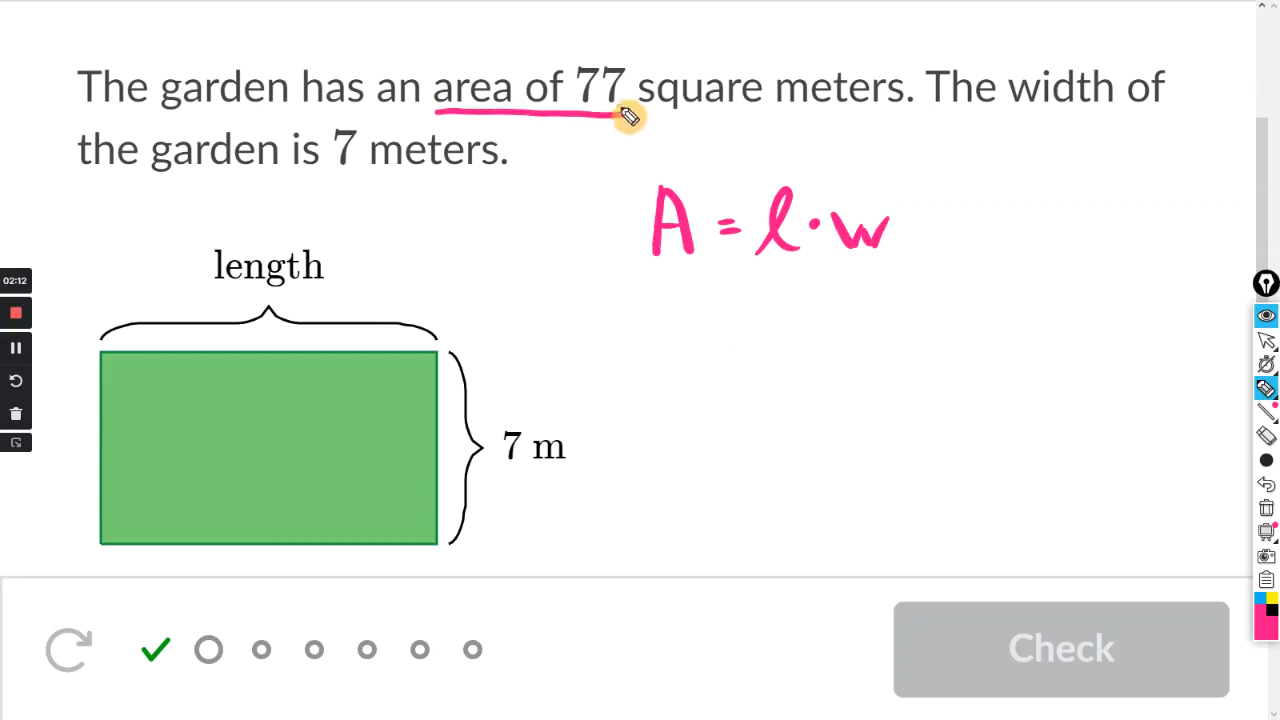 The garden has an area of 77 square meters. The width of
the garden is 7 meters.
A = l · w
length
02:12
7 m
Check